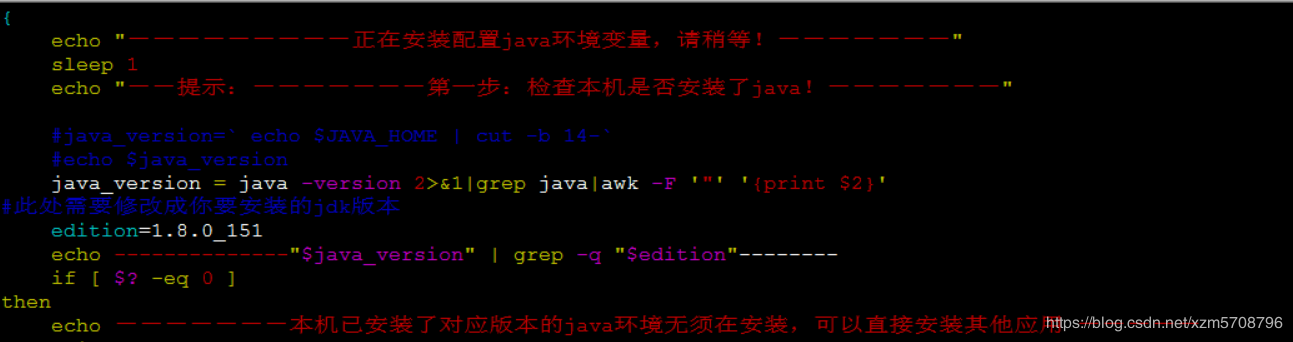 {
echo "－－－－－－－－－正在安装配置java环境变量，请稍等！－－－－－－－"
sleep 1
echo "－－提示：－－－－－－－第一步：检查本机是否安装了java！－－－－－－－"
#java_version=` echo $JAVA_HOME | cut -b 14-`
#echo $java_version
java_version = java -version 2>&1|grep java|awk -F '"' '{print $2}'
#此处需要修改成你要安装的jdk版本
edition=1.8.0_151
echo --------------"$java_version" | grep -q "$edition"--------
if [ $? -eq 0 ]
then
echo －－－－－－－本机已安装了对应版本的java环境无须在安装，可以直接安装其他应用
https://blog.csdn.net/xzm5708796